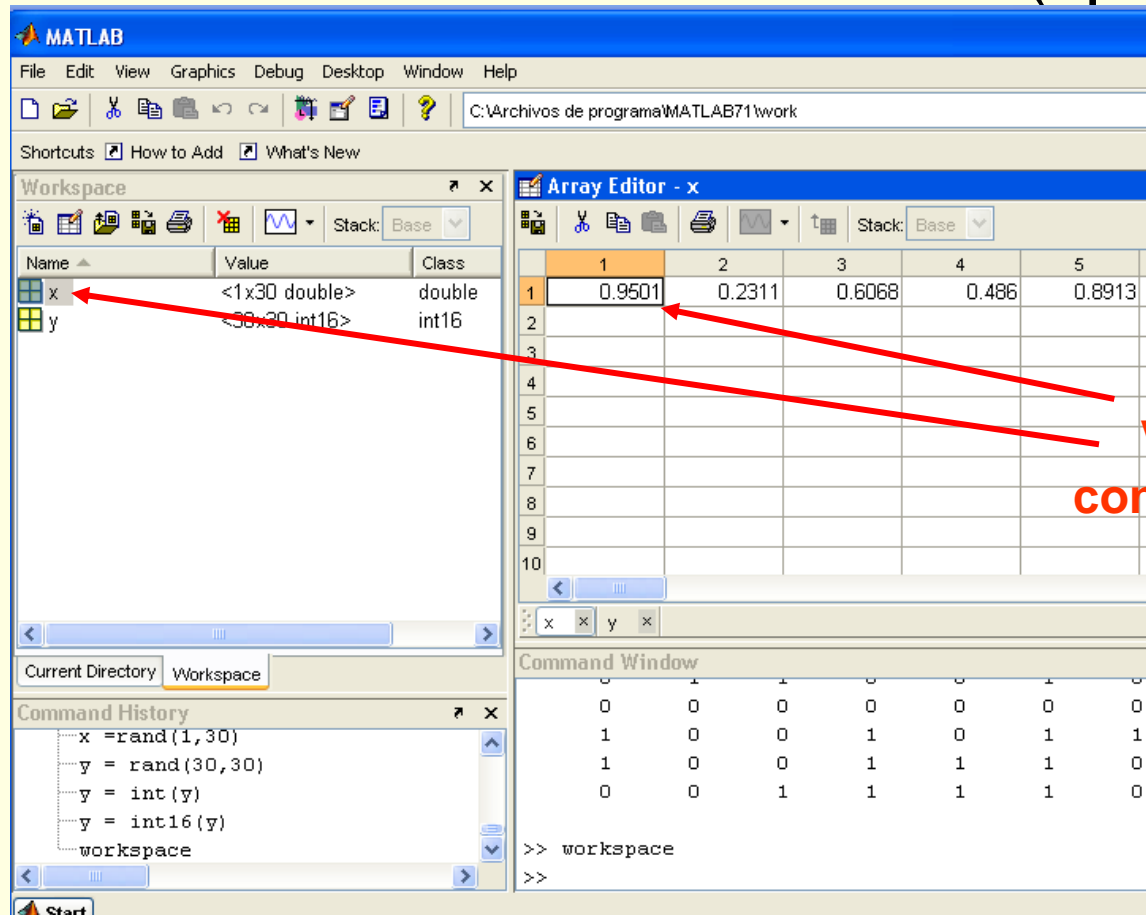 MATLAB
File Edit View Graphics Debug Desktop Window Help
C:\Archivos de programa\MATLAB71\work
Shortcuts How to Add What's New
Workspace
Stack: Base
Name Value Class
x <1x30 double> double
y <30x30 int16> int16
Current Directory Workspace
Command History
x =rand(1,30)
y = rand(30,30)
y = int(y)
y = int16(y)
workspace
Start
Array Editor - x
Stack: Base
1 2 3 4 5
1 0.9501 0.2311 0.6068 0.486 0.8913
2
3
4
5
6
7
8
9
10
x y
Command Window
0 0 0 0 0 0 0
1 0 0 1 0 1 1
1 0 0 1 1 1 0
0 0 1 1 1 1 0
>> workspace
>>